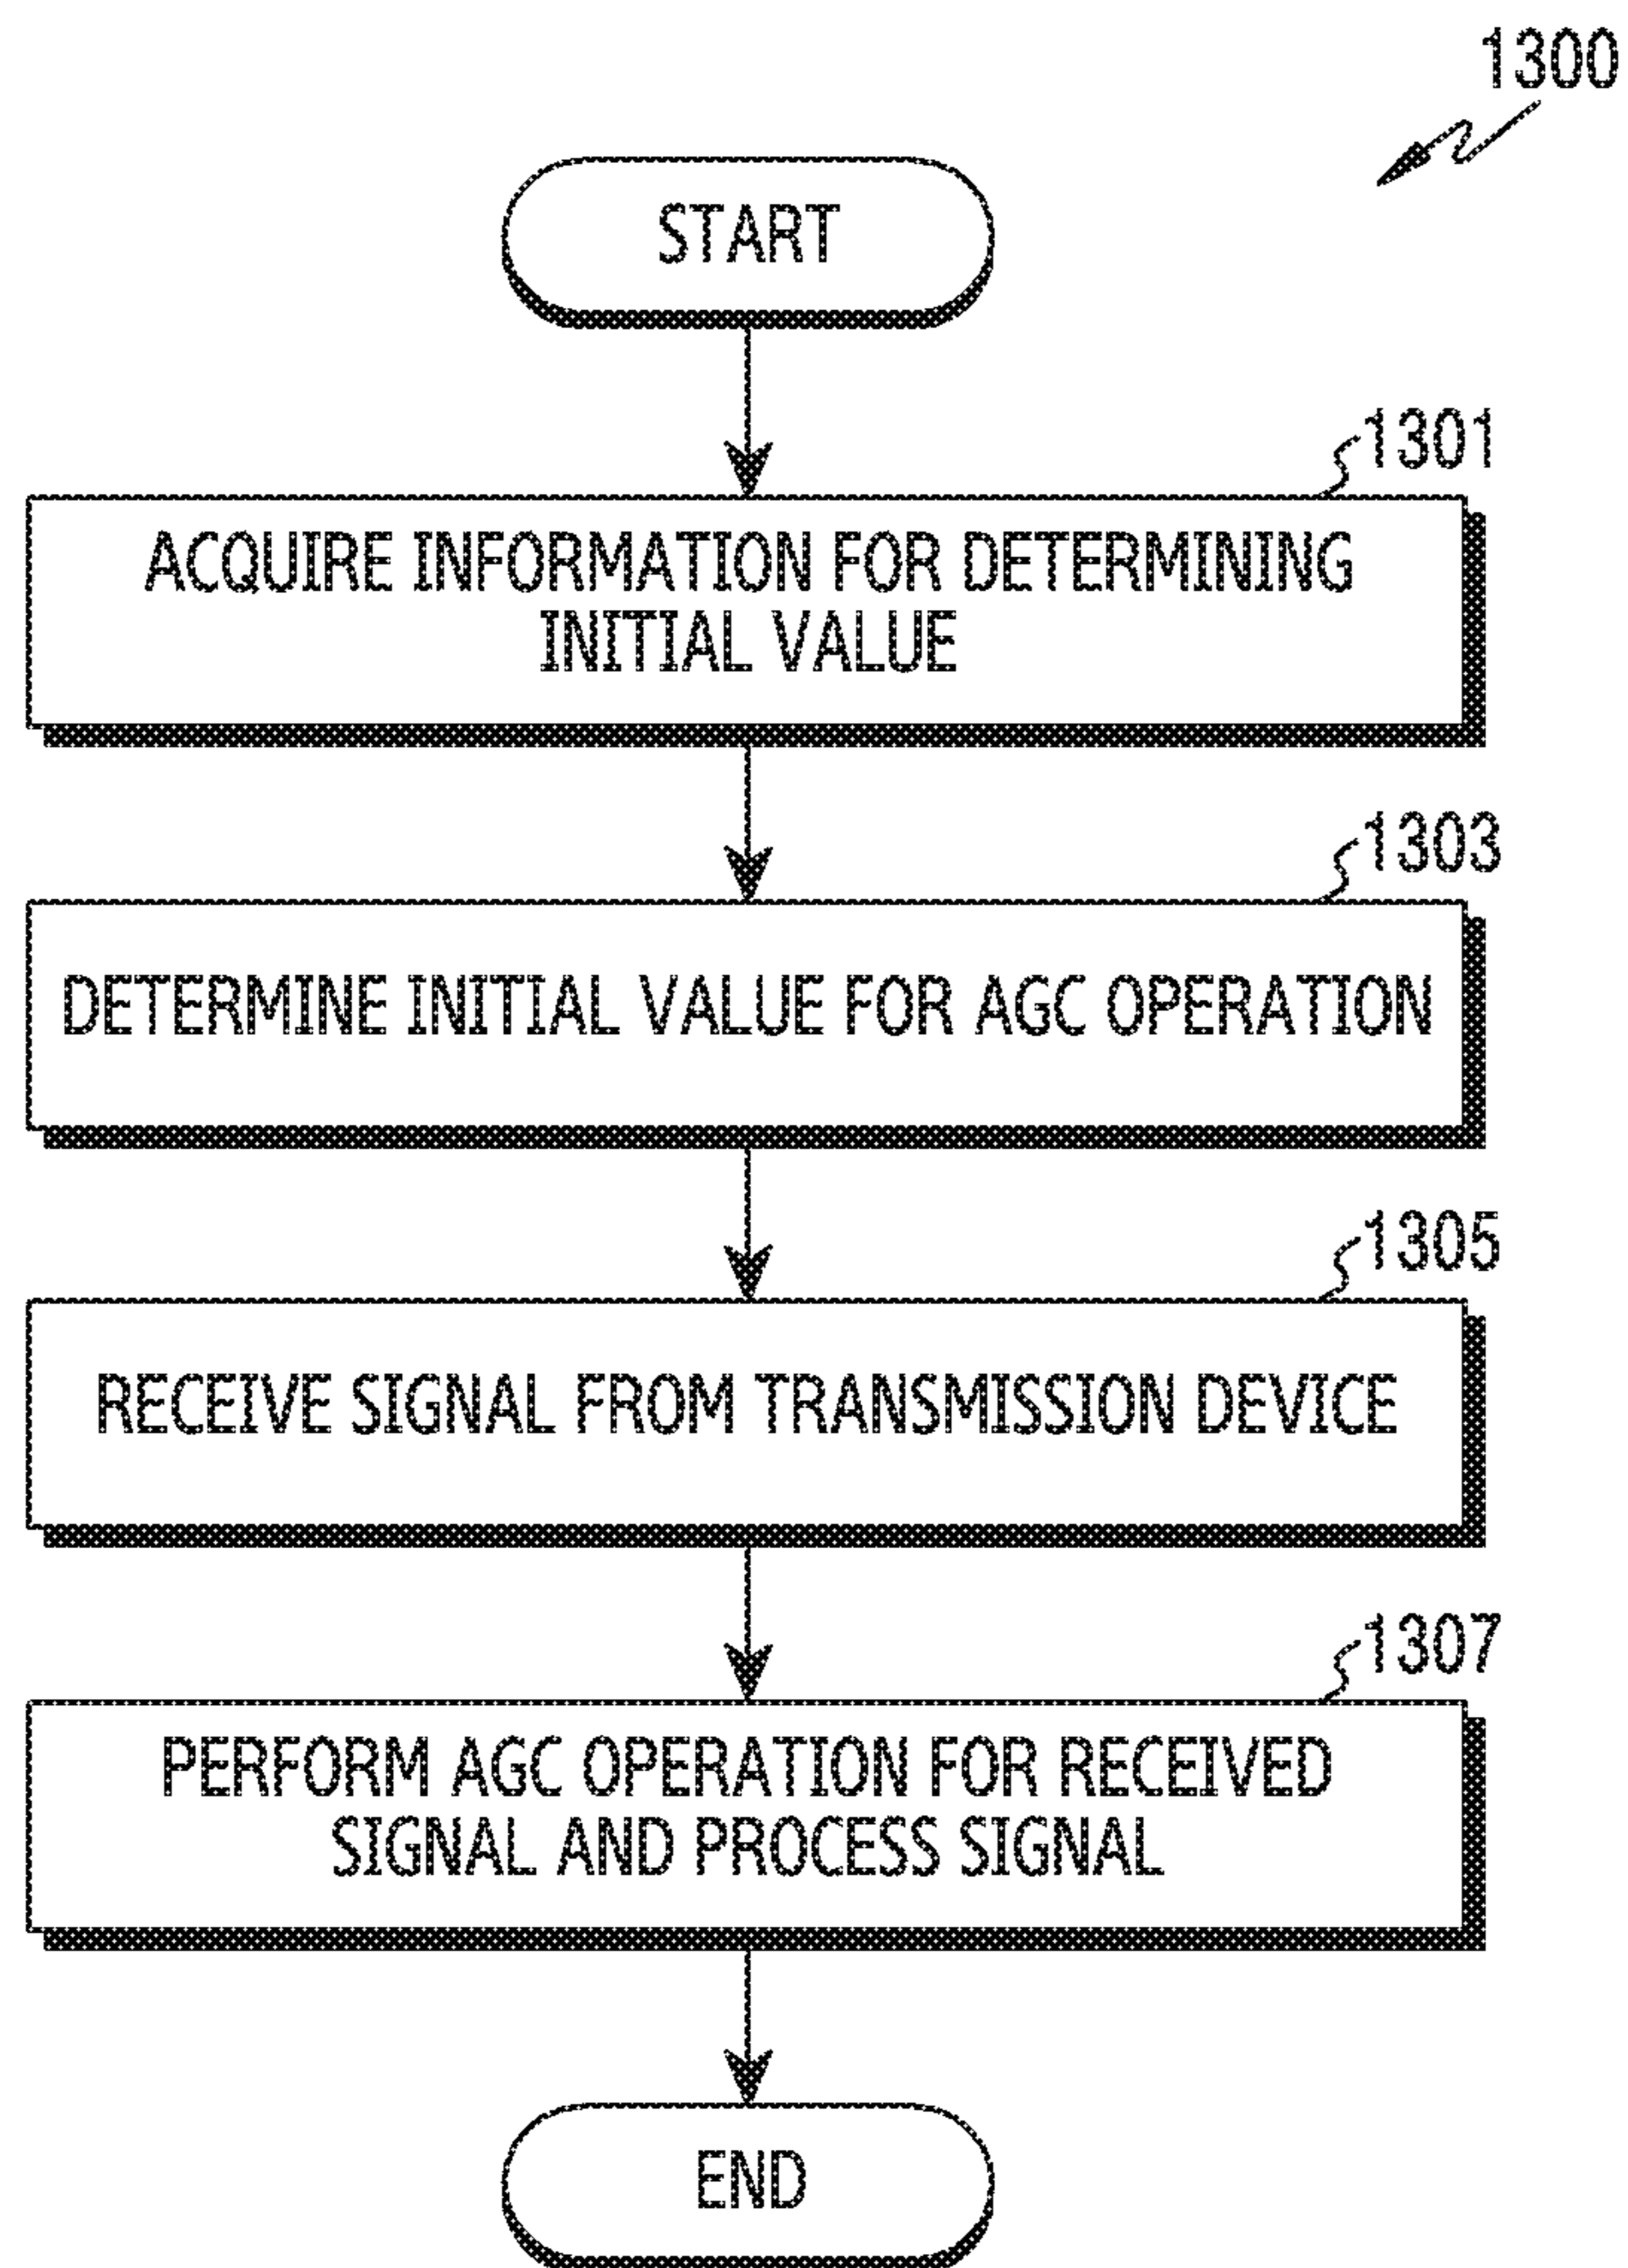 1300
START
1301
ACQUIRE INFORMATION FOR DETERMINING
INITIAL VALUE
1303
DETERMINE INITIAL VALUE FOR AGC OPERATION
1305
RECEIVE SIGNAL FROM TRANSMISSION DEVICE
1307
PERFORM AGC OPERATION FOR RECEIVED
SIGNAL AND PROCESS SIGNAL
END